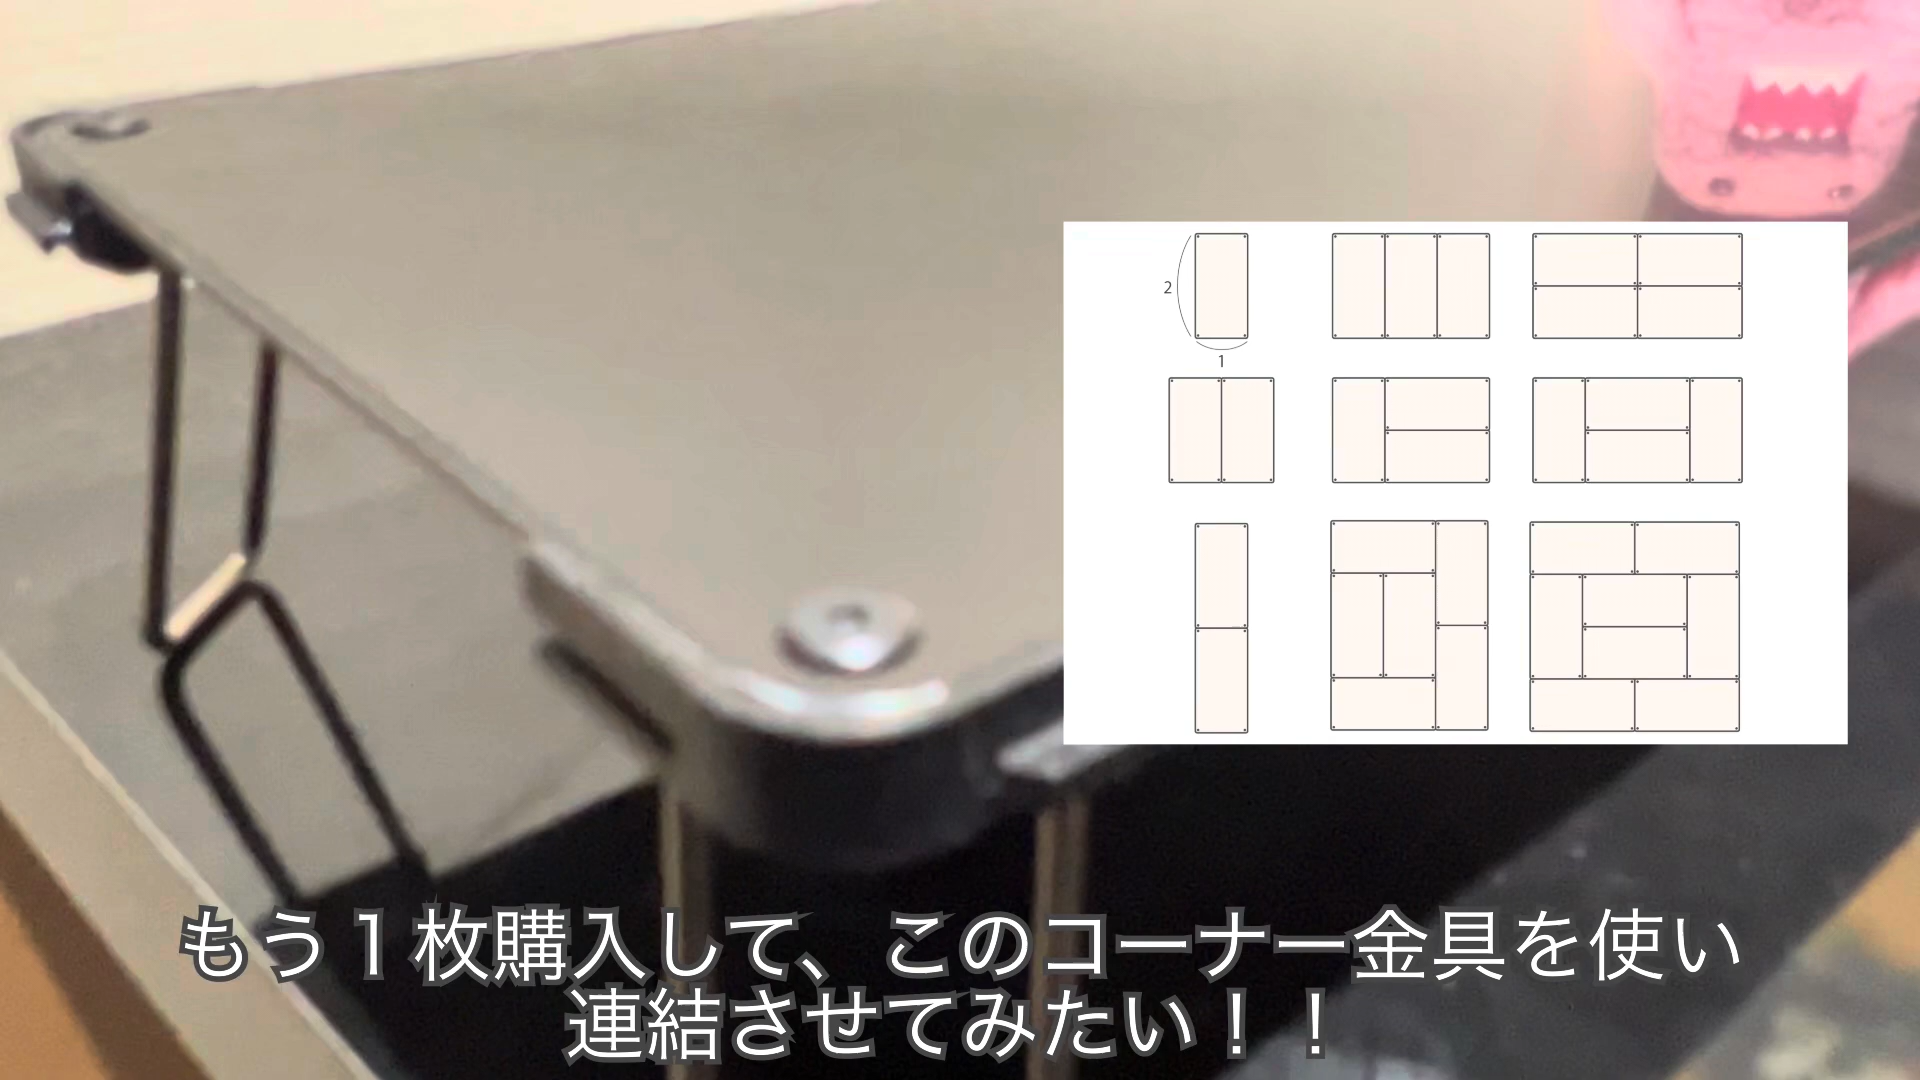 2
1
もう１枚購入して、このコーナー金具を使い
連結させてみたい！！